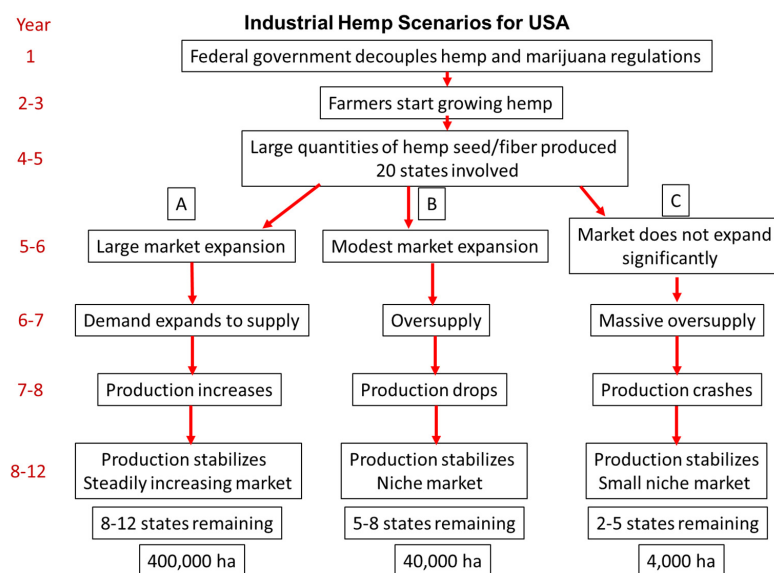 Year
Industrial Hemp Scenarios for USA
1
Federal government decouples hemp and marijuana regulations
2-3
Farmers start growing hemp
4-5
Large quantities of hemp seed/fiber produced
20 states involved
A
B
C
5-6
Large market expansion
Modest market expansion
Market does not expand
significantly
6-7
Demand expands to supply
Oversupply
Massive oversupply
7-8
Production increases
Production drops
Production crashes
8-12
Production stabilizes
Steadily increasing market
Production stabilizes
Niche market
Production stabilizes
Small niche market
8-12 states remaining
5-8 states remaining
2-5 states remaining
400,000 ha
40,000 ha
4,000 ha